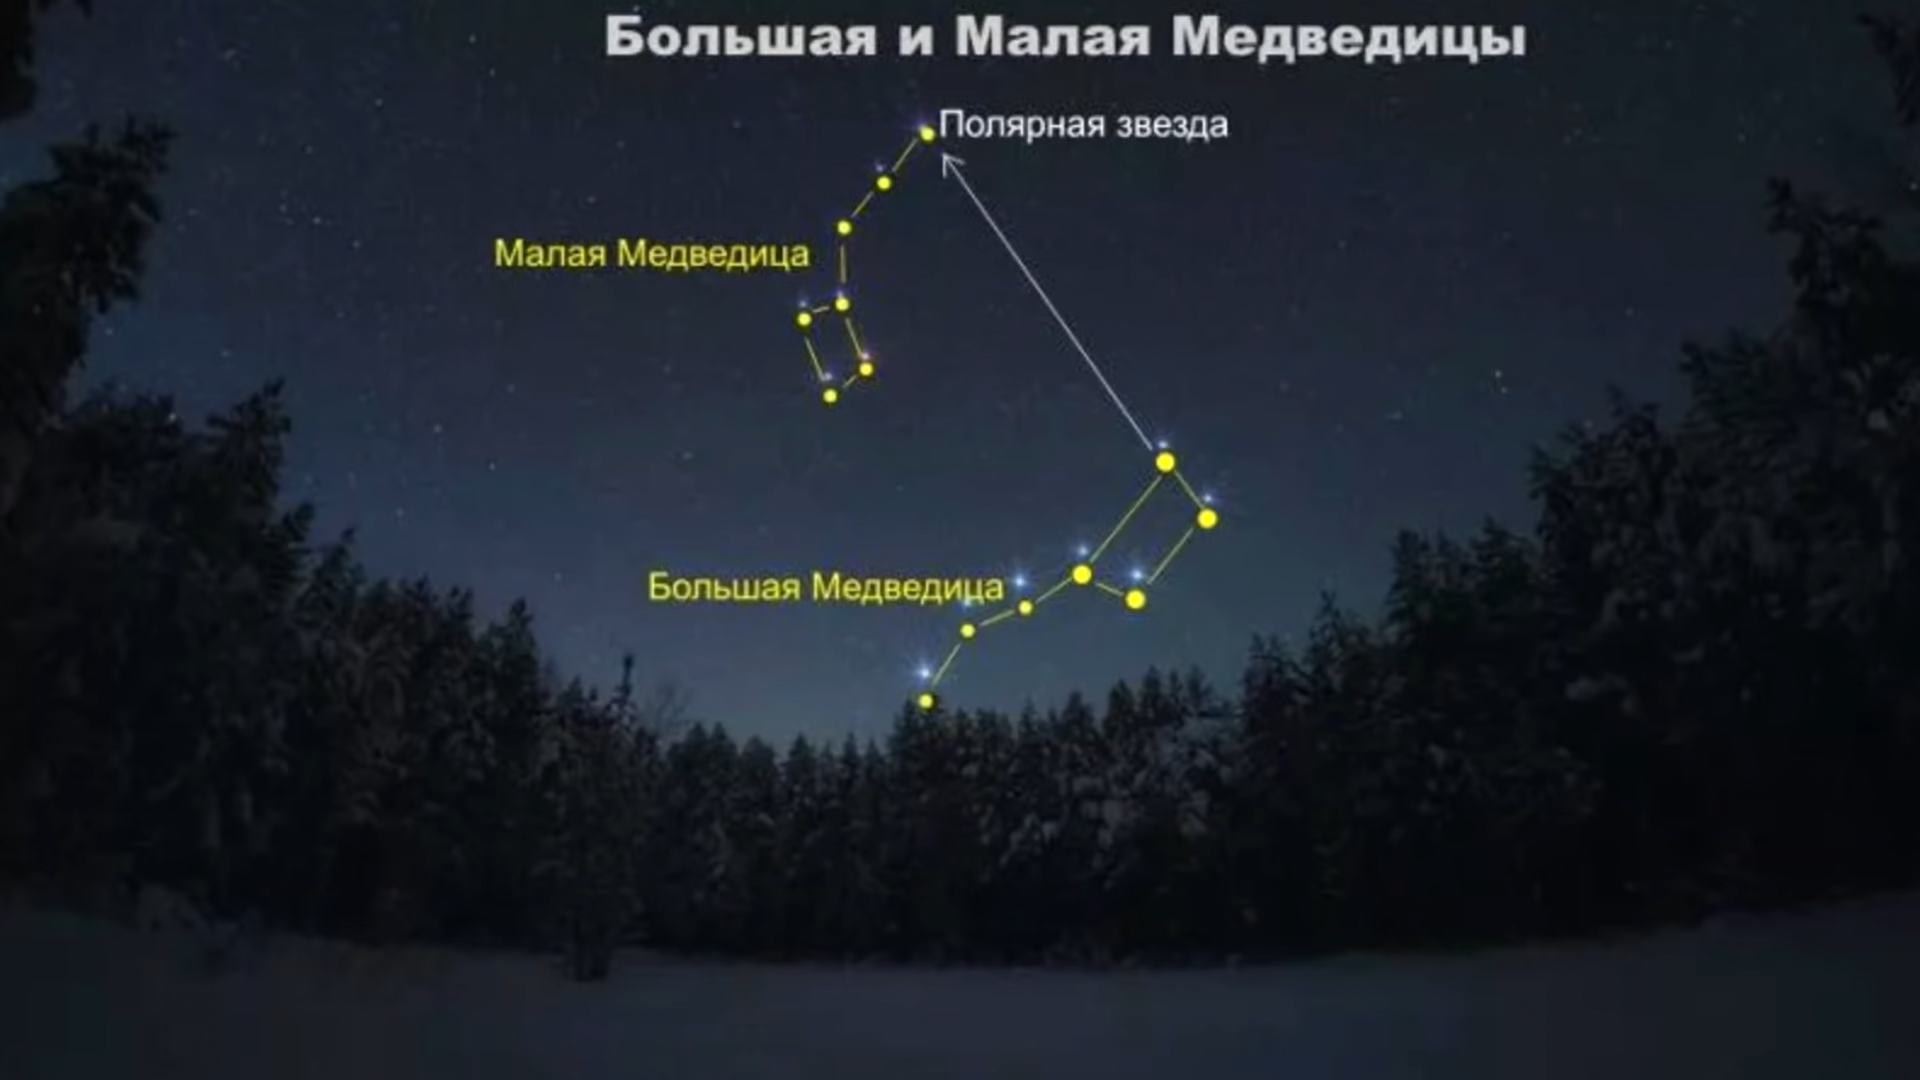 Большая и Малая Медведицы
Полярная звезда
Малая Медведица
Большая Медведица